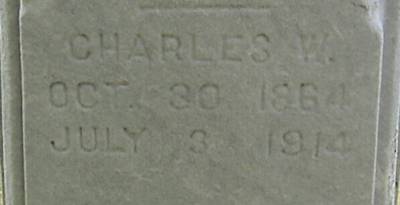 CHARLES W.
OCT. 30 1864
JULY 3 1914